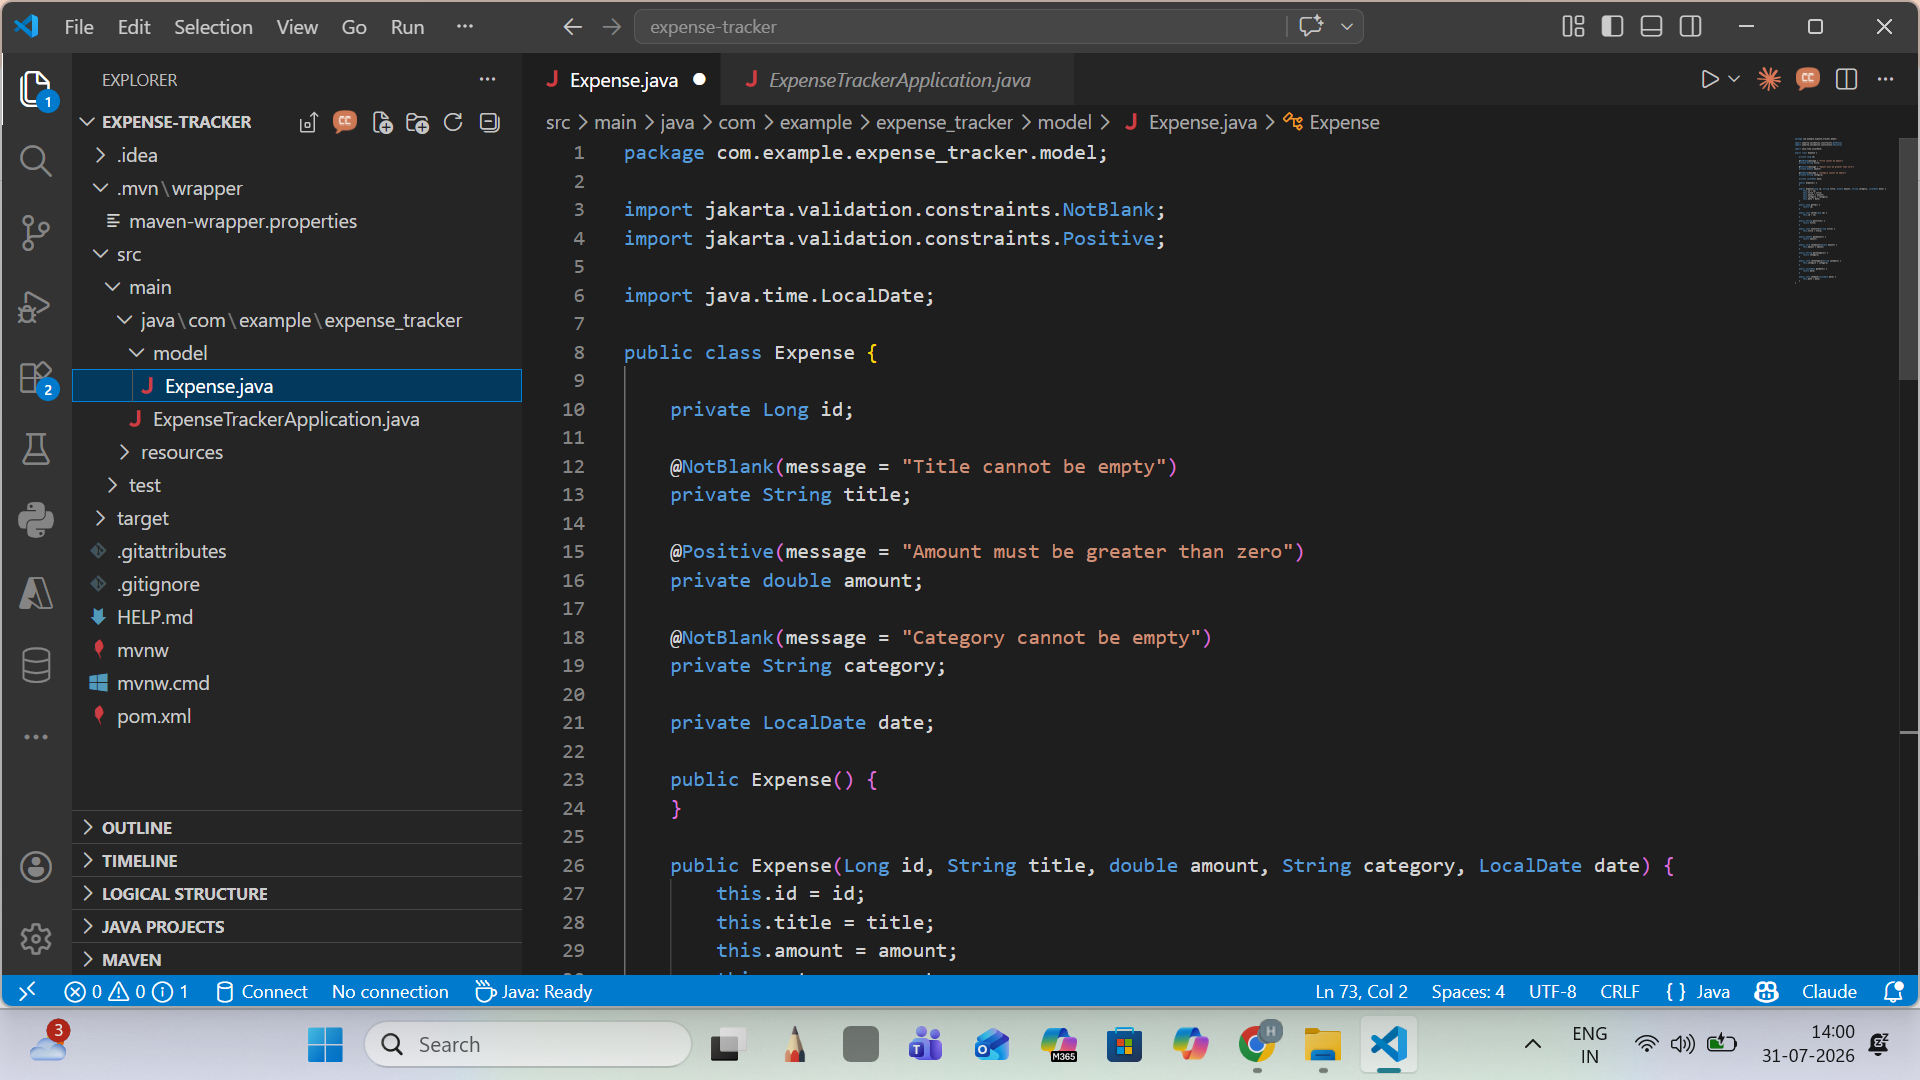 File Edit Selection View Go Run ··· expense-tracker
EXPLORER ···
1
EXPENSE-TRACKER
CC
.idea
.mvn\wrapper
maven-wrapper.properties
src
main
java\com\example\expense_tracker
model
Expense.java
ExpenseTrackerApplication.java
resources
test
target
.gitattributes
.gitignore
HELP.md
mvnw
mvnw.cmd
pom.xml
2
OUTLINE
TIMELINE
LOGICAL STRUCTURE
JAVA PROJECTS
MAVEN
Expense.java ExpenseTrackerApplication.java
CC
src > main > java > com > example > expense_tracker > model > Expense.java > Expense
1 package com.example.expense_tracker.model;
2
3 import jakarta.validation.constraints.NotBlank;
4 import jakarta.validation.constraints.Positive;
5
6 import java.time.LocalDate;
7
8 public class Expense {
9
10 private Long id;
11
12 @NotBlank(message = "Title cannot be empty")
13 private String title;
14
15 @Positive(message = "Amount must be greater than zero")
16 private double amount;
17
18 @NotBlank(message = "Category cannot be empty")
19 private String category;
20
21 private LocalDate date;
22
23 public Expense() {
24 }
25
26 public Expense(Long id, String title, double amount, String category, LocalDate date) {
27 this.id = id;
28 this.title = title;
29 this.amount = amount;
0 0 1 Connect No connection Java: Ready Ln 73, Col 2 Spaces: 4 UTF-8 CRLF { } Java Claude
3 Search M365 H ENG 14:00
IN 31-07-2026